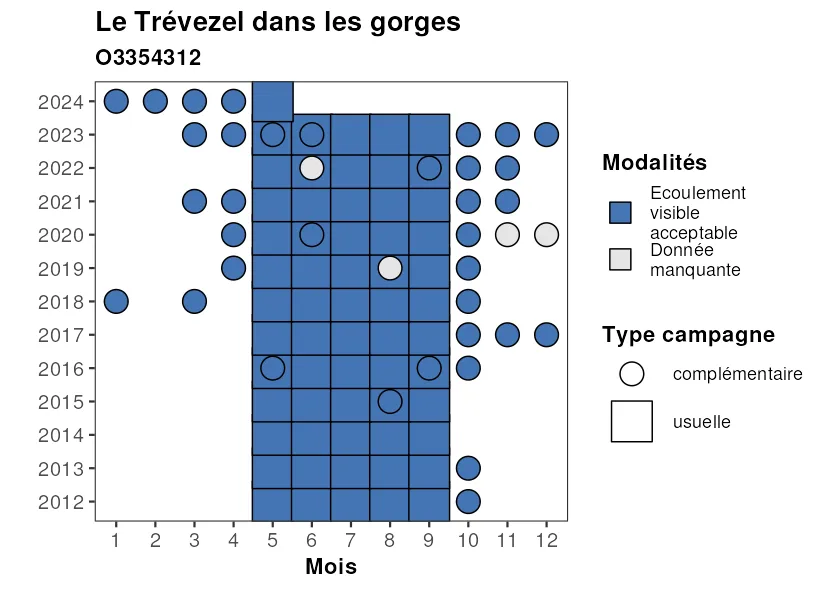 Le Trévezel dans les gorges
O3354312
2024
2023
2022
2021
2020
2019
2018
2017
2016
2015
2014
2013
2012
1 2 3 4 5 6 7 8 9 10 11 12
Mois
Modalités
Ecoulement
visible
acceptable
Donnée
manquante
Type campagne
complémentaire
usuelle